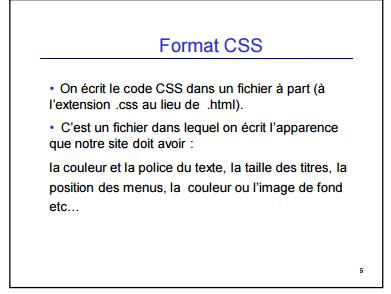 Format CSS
• On écrit le code CSS dans un fichier à part (à
l'extension .css au lieu de .html).
• C'est un fichier dans lequel on écrit l'apparence
que notre site doit avoir :
la couleur et la police du texte, la taille des titres, la
position des menus, la couleur ou l'image de fond
etc…
5